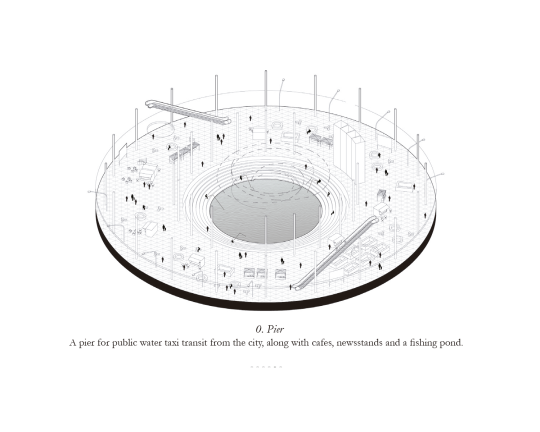 0. Pier
A pier for public water taxi transit from the city, along with cafes, newsstands and a fishing pond.